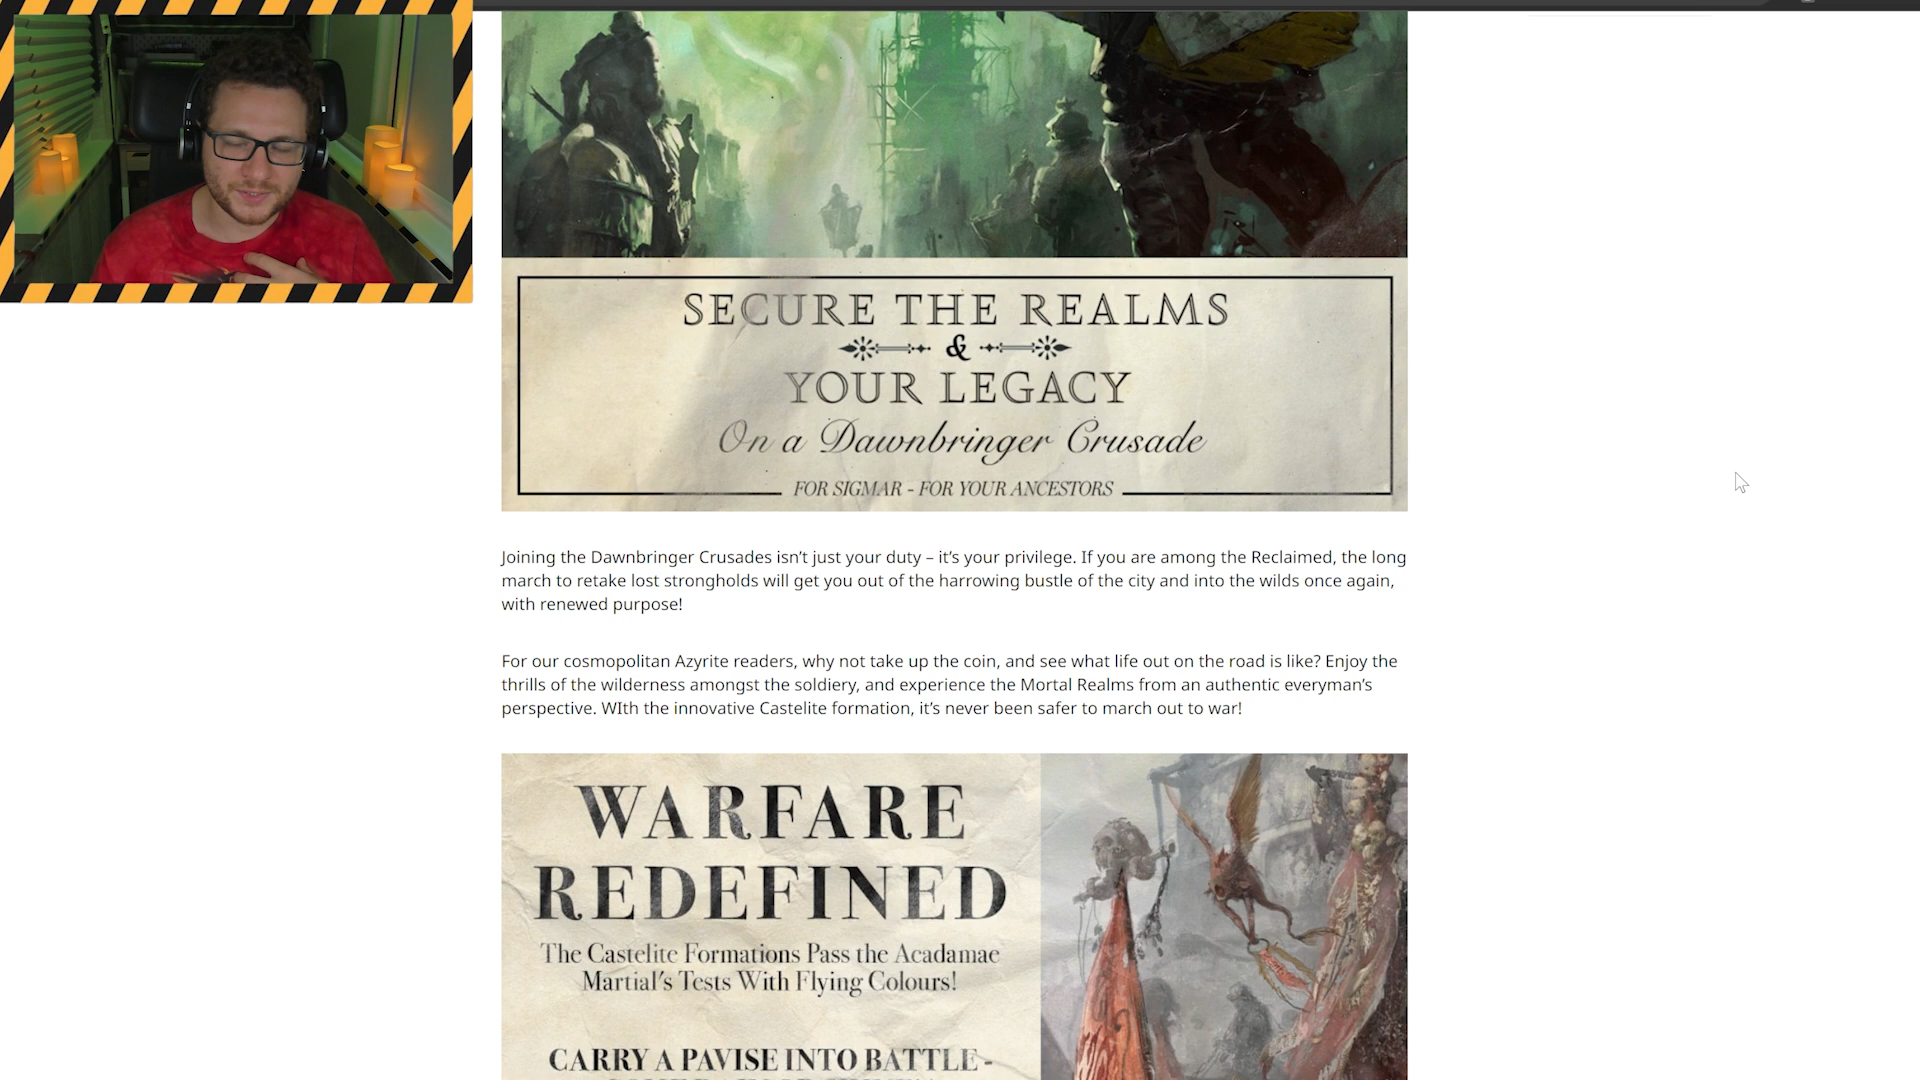 SECURE THE REALMS
&
YOUR LEGACY
On a Dawnbringer Crusade
FOR SIGMAR - FOR YOUR ANCESTORS
Joining the Dawnbringer Crusades isn't just your duty – it's your privilege. If you are among the Reclaimed, the long
march to retake lost strongholds will get you out of the harrowing bustle of the city and into the wilds once again,
with renewed purpose!
For our cosmopolitan Azyrite readers, why not take up the coin, and see what life out on the road is like? Enjoy the
thrills of the wilderness amongst the soldiery, and experience the Mortal Realms from an authentic everyman's
perspective. WIth the innovative Castelite formation, it's never been safer to march out to war!
WARFARE
REDEFINED
The Castelite Formations Pass the Acadamae
Martial's Tests With Flying Colours!
CARRY A PAVISE INTO BATTLE -